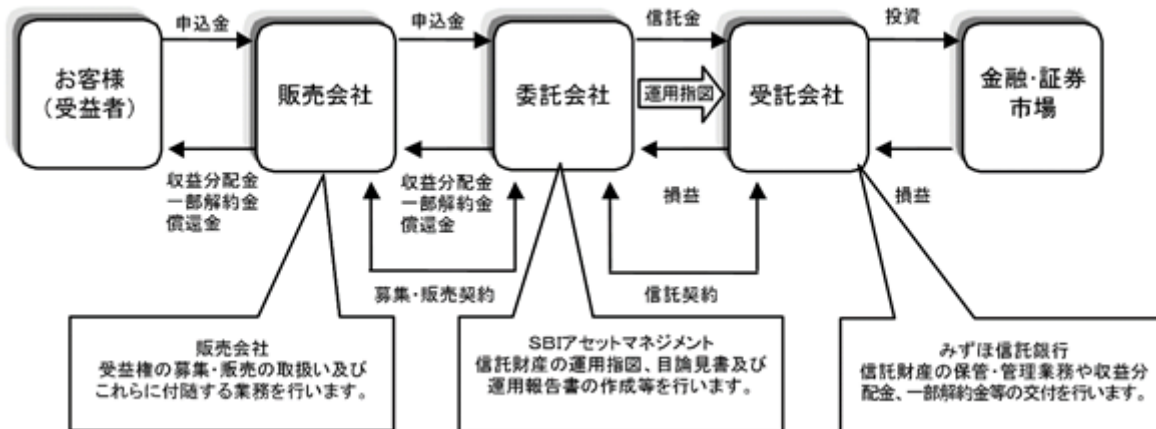 申込金
申込金
信託金
投資
お客様
（受益者）
販売会社
委託会社
運用指図
受託会社
金融・証券
市場
収益分配金
一部解約金
償還金
収益分配金
一部解約金
償還金
損益
損益
募集・販売契約
信託契約
販売会社
受益権の募集・販売の取扱い及び
これらに付随する業務を行います。
SBIアセットマネジメント
信託財産の運用指図、目論見書及び
運用報告書の作成等を行います。
みずほ信託銀行
信託財産の保管・管理業務や収益分
配金、一部解約金等の交付を行います。